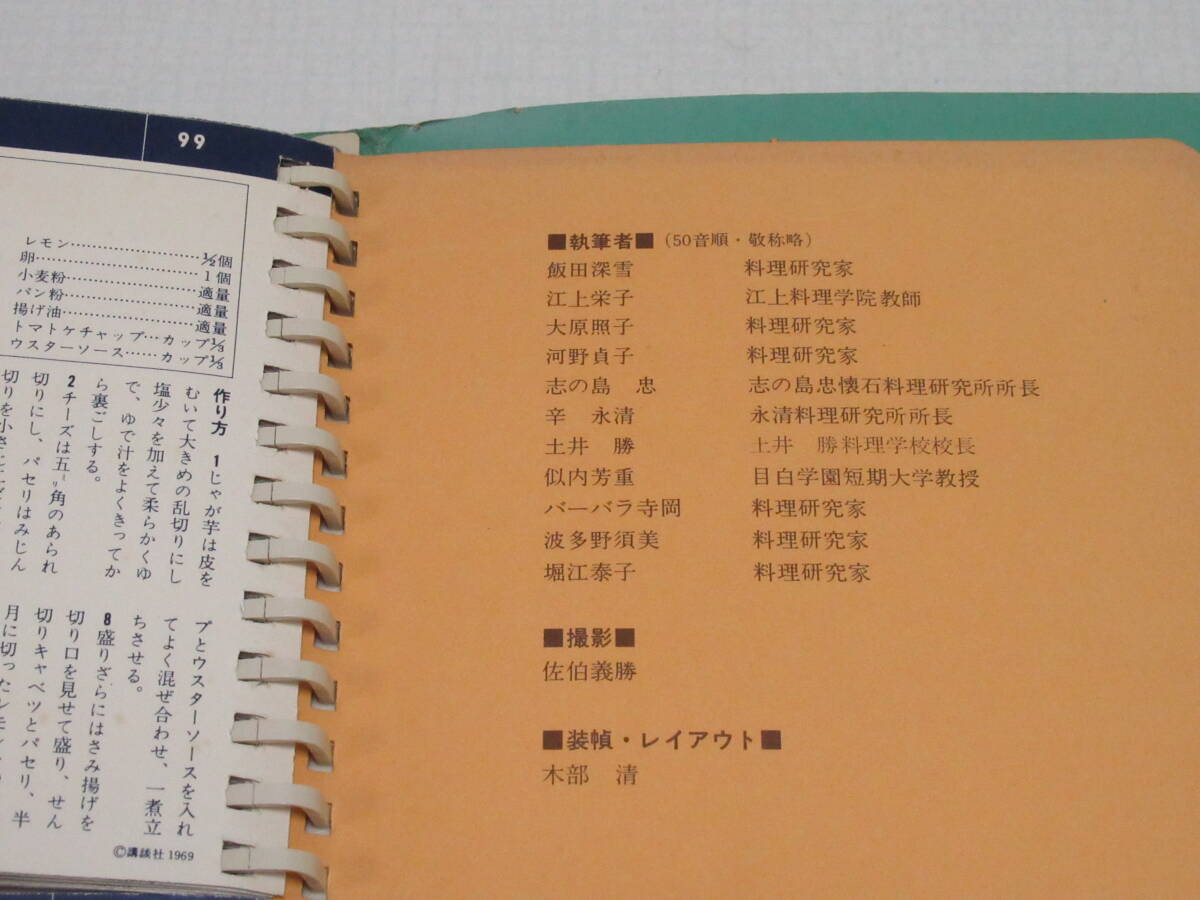 99
レモン…………………½個
卵…………………1個
小麦粉…………………適量
パン粉…………………適量
揚げ油…………………適量
トマトケチャップ…カップ⅓
ウスターソース……カップ⅓
作り方 1じゃが芋は皮を
むいて大きめの乱切りにし
塩少々を加えて柔らかくゆ
で、ゆで汁をよくきってか
ら裏ごしする。
2チーズは五㍉角のあられ
切りにし、パセリはみじん
プとウスターソースを入れ
てよく混ぜ合わせ、一煮立
ちさせる。
8盛りざらにはさみ揚げを
切り口を見せて盛り、せん
切りキャベツとパセリ、半
月に切ったレモン
©講談社 1969
■執筆者■(50音順・敬称略)
飯田深雪 料理研究家
江上栄子 江上料理学院教師
大原照子 料理研究家
河野貞子 料理研究家
志の島 忠 志の島忠懐石料理研究所所長
辛 永清 永清料理研究所所長
土井 勝 土井 勝料理学校校長
似内芳重 目白学園短期大学教授
バーバラ寺岡 料理研究家
波多野須美 料理研究家
堀江泰子 料理研究家
■撮影■
佐伯義勝
■装幀・レイアウト■
木部 清